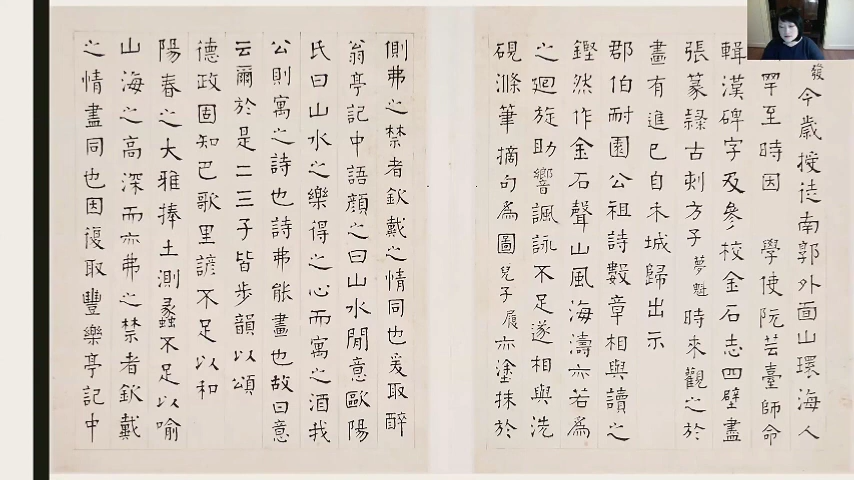 發
今歲授徒南郭外面山環海人
罕至時因 學使阮芸臺師命
輯漢碑字及參校金石志四壁畫
張篆隸古刺方子夢魁時來觀之於
畫有進己自末城歸出示
郡伯耐園公祖詩數章相與讀之
鏗然作金石聲山風海濤亦若為
之迴旋助響諷詠不足遂相與洗
硯滌筆摘句為圖兒子履亦塗抹於
側弗之禁者欽戴之情同也爰取醉
翁亭記中語顏之曰山水閒意歐陽
氏曰山水之樂得之心而寓之酒我
公則寓之詩也詩弗能畫也故曰意
云爾於是二三子皆步韻以頌
德政固知巴歌里諺不足以和
陽春之大雅捧土測蠡不足以喻
山海之高深而亦弗之禁者欽戴
之情畫同也因復取豐樂亭記中